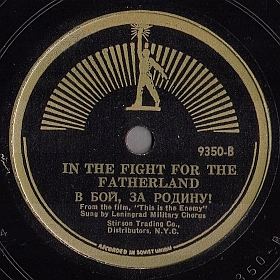 9350-B
IN THE FIGHT FOR THE
FATHERLAND
В БОЙ, ЗА РОДИНУ!
From the film, "This is the Enemy"
Sung by Leningrad Military Chorus
Stinson Trading Co.,
Distributors, N.Y.C.
RECORDED IN SOVIET UNION